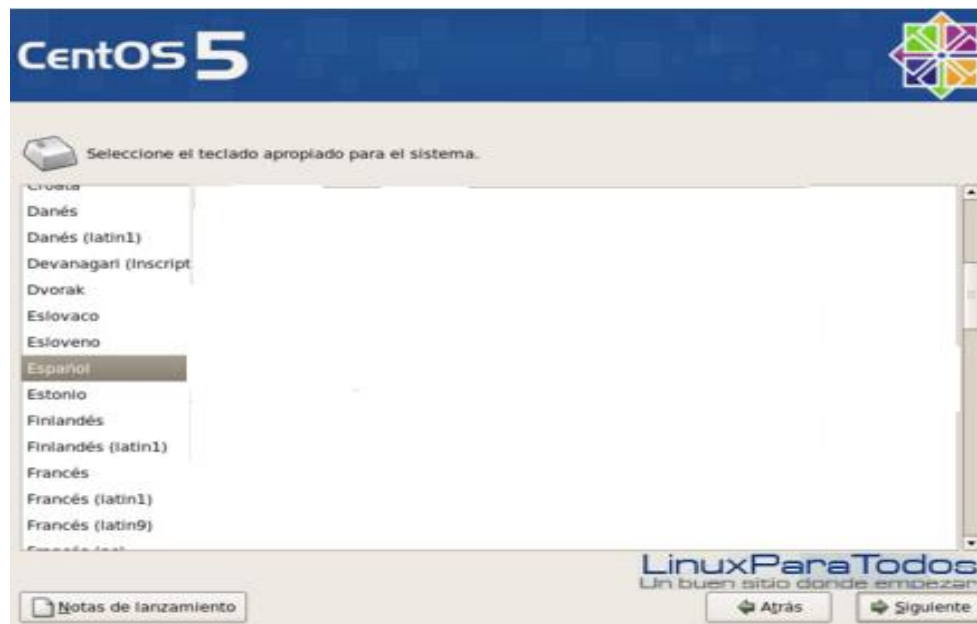 CentOS 5
Seleccione el teclado apropiado para el sistema.
Croata
Danés
Danés (latin1)
Devanagari (Inscript
Dvorak
Eslovaco
Esloveno
Español
Estonio
Finlandés
Finlandés (latin1)
Francés
Francés (latin1)
Francés (latin9)
LinuxParaTodos
Un buen sitio donde empezar
Notas de lanzamiento
Atrás
Siguiente